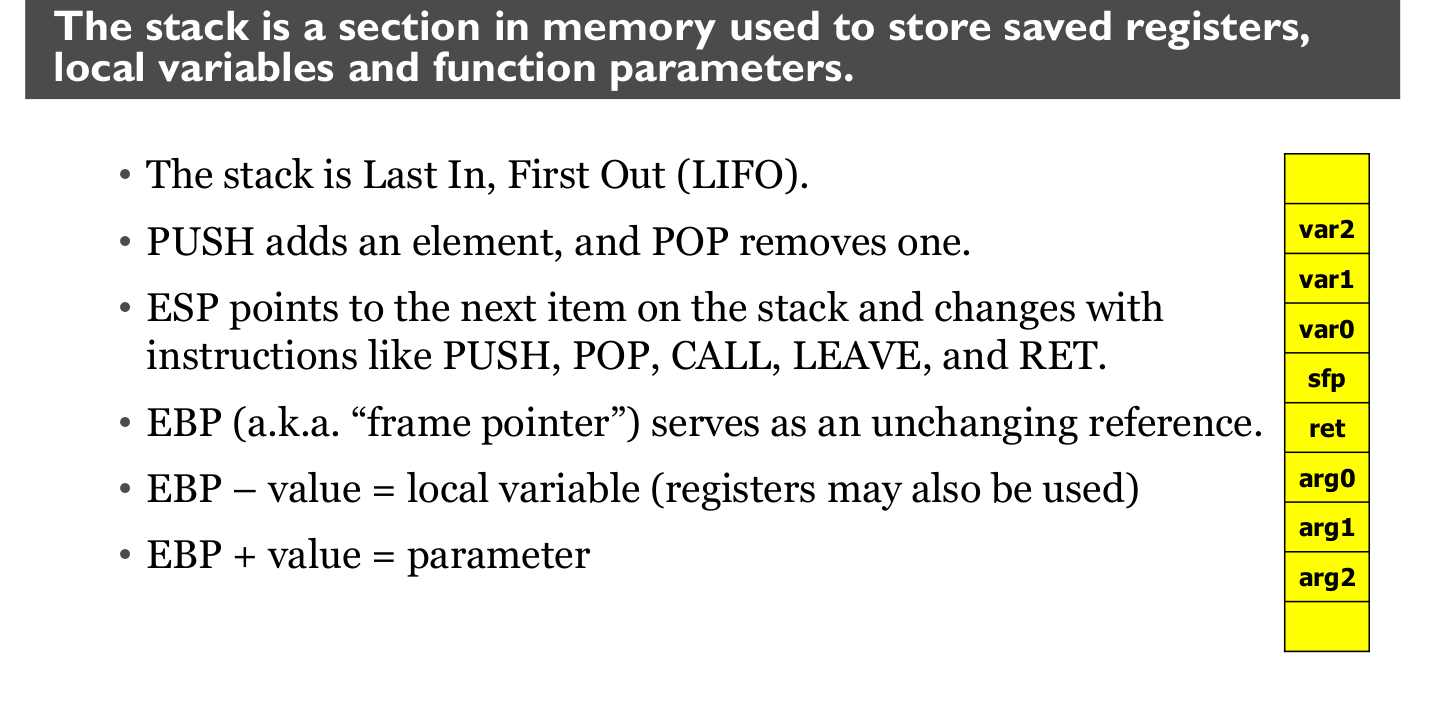 The stack is a section in memory used to store saved registers,
local variables and function parameters.
• The stack is Last In, First Out (LIFO).
• PUSH adds an element, and POP removes one.
• ESP points to the next item on the stack and changes with
instructions like PUSH, POP, CALL, LEAVE, and RET.
• EBP (a.k.a. “frame pointer”) serves as an unchanging reference.
• EBP – value = local variable (registers may also be used)
• EBP + value = parameter
var2
var1
var0
sfp
ret
arg0
arg1
arg2